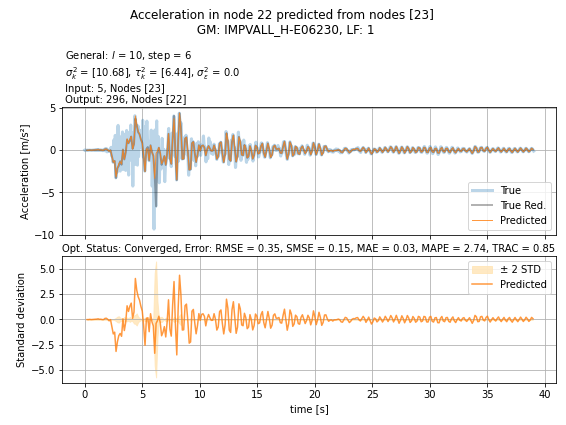 Acceleration in node 22 predicted from nodes [23]
GM: IMPVALL_H-E06230, LF: 1
General: l = 10, step = 6
σ²ₖ = [10.68], τ²ₖ = [6.44], σ²ε = 0.0
Input: 5, Nodes [23]
Output: 296, Nodes [22]
5
0
−5
−10
Acceleration [m/s²]
True
True Red.
Predicted
Opt. Status: Converged, Error: RMSE = 0.35, SMSE = 0.15, MAE = 0.03, MAPE = 2.74, TRAC = 0.85
5.0
2.5
0.0
−2.5
−5.0
Standard deviation
± 2 STD
Predicted
0 5 10 15 20 25 30 35 40
time [s]